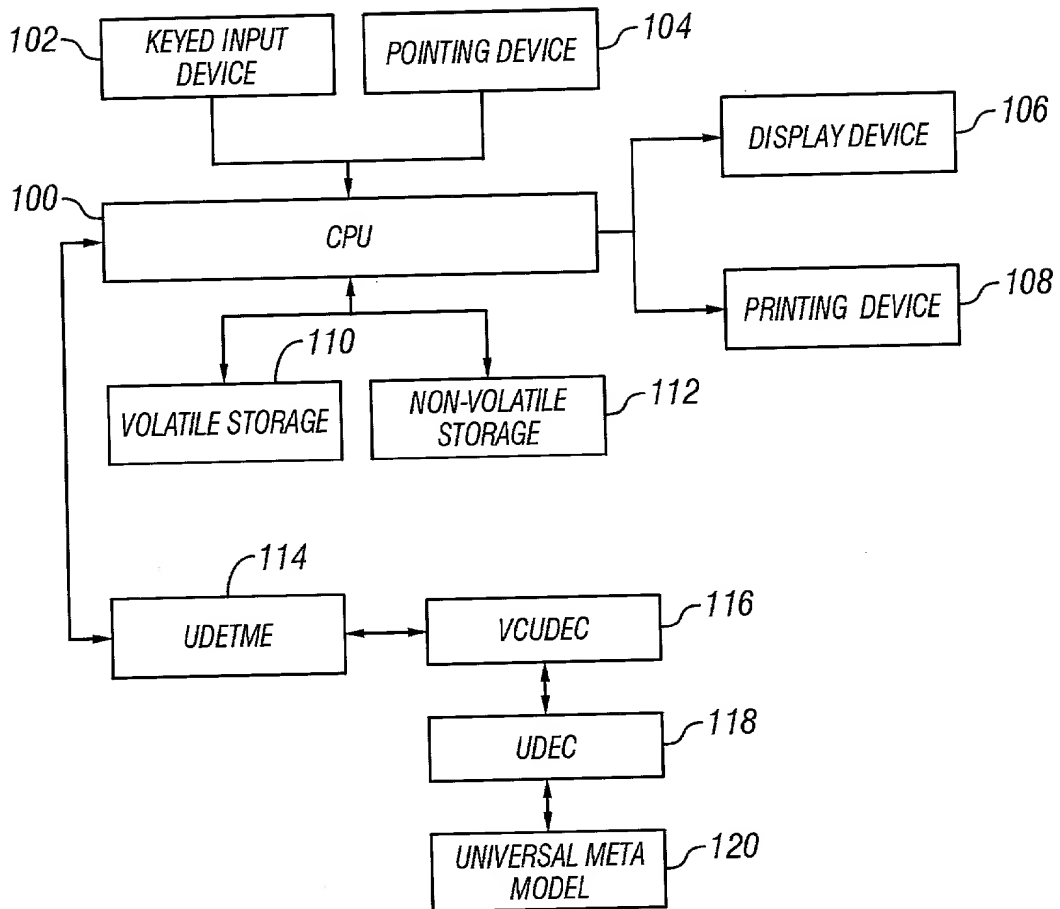 102
KEYED INPUT
DEVICE
POINTING DEVICE
104
DISPLAY DEVICE
106
100
CPU
PRINTING DEVICE
108
110
VOLATILE STORAGE
NON-VOLATILE
STORAGE
112
114
UDETME
VCUDEC
116
UDEC
118
UNIVERSAL META
MODEL
120